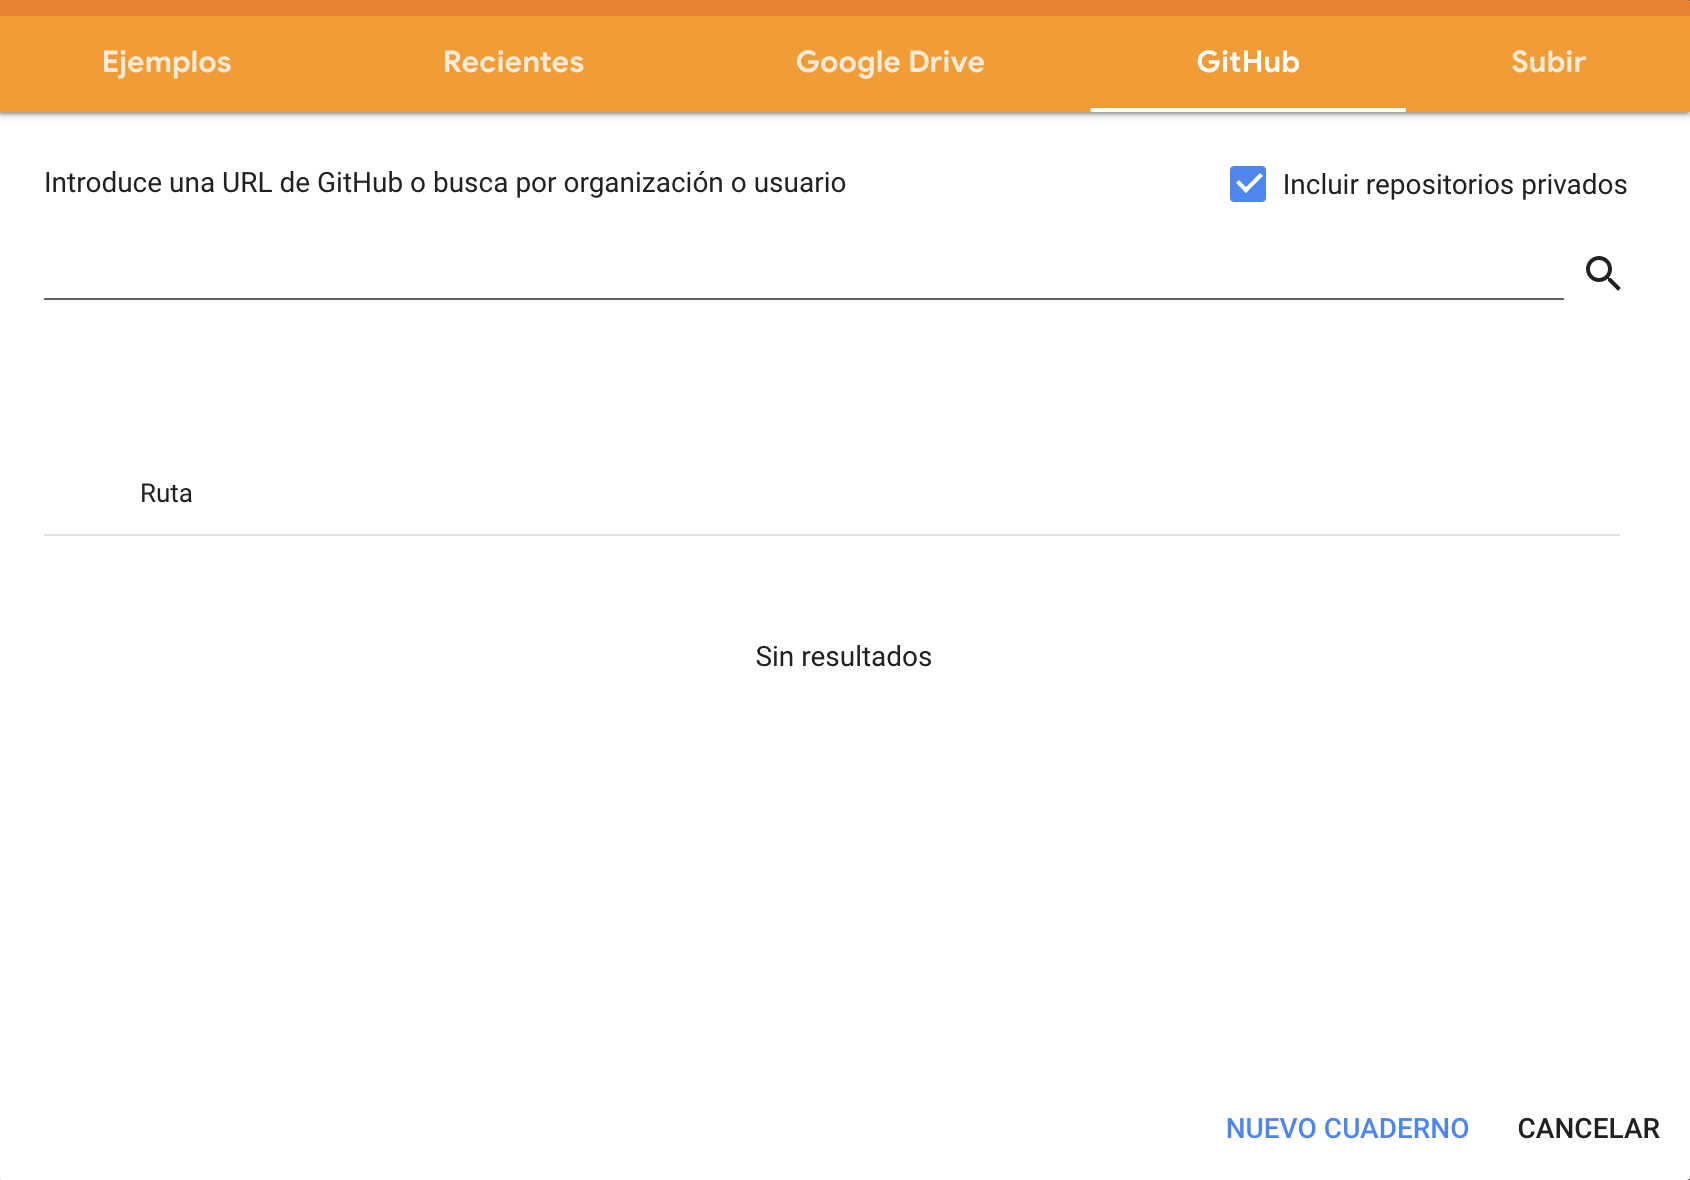 Ejemplos Recientes Google Drive GitHub Subir
Introduce una URL de GitHub o busca por organización o usuario
Incluir repositorios privados
Ruta
Sin resultados
NUEVO CUADERNO CANCELAR